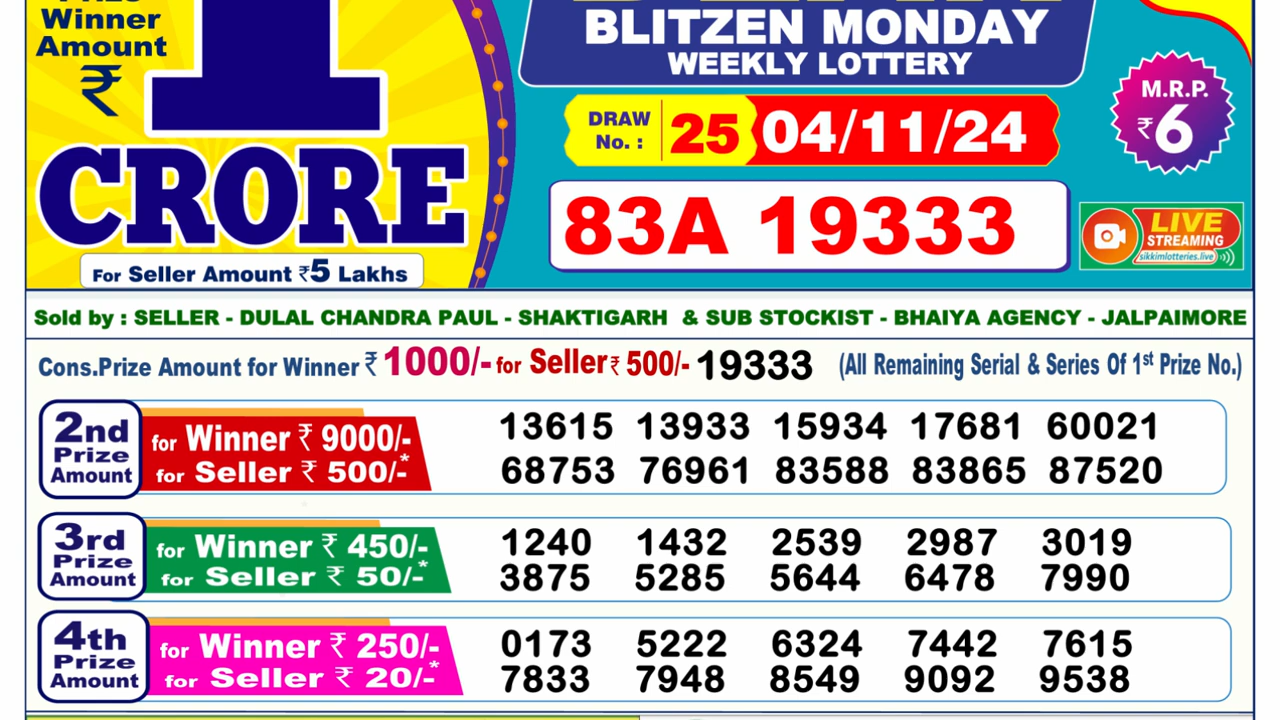 Winner
Amount
₹
1
CRORE
For Seller Amount ₹5 Lakhs
BLITZEN MONDAY
WEEKLY LOTTERY
DRAW
No. :
25
04/11/24
83A 19333
M.R.P.
₹6
LIVE
STREAMING
sikkimlotteries.live
Sold by : SELLER - DULAL CHANDRA PAUL - SHAKTIGARH & SUB STOCKIST - BHAIYA AGENCY - JALPAIMORE
Cons.Prize Amount for Winner ₹ 1000/- for Seller ₹ 500/- 19333 (All Remaining Serial & Series Of 1st Prize No.)
2nd
Prize
Amount
for Winner ₹ 9000/-
for Seller ₹ 500/-*
13615 13933 15934 17681 60021
68753 76961 83588 83865 87520
3rd
Prize
Amount
for Winner ₹ 450/-
for Seller ₹ 50/-*
1240 1432 2539 2987 3019
3875 5285 5644 6478 7990
4th
Prize
Amount
for Winner ₹ 250/-
for Seller ₹ 20/-*
0173 5222 6324 7442 7615
7833 7948 8549 9092 9538